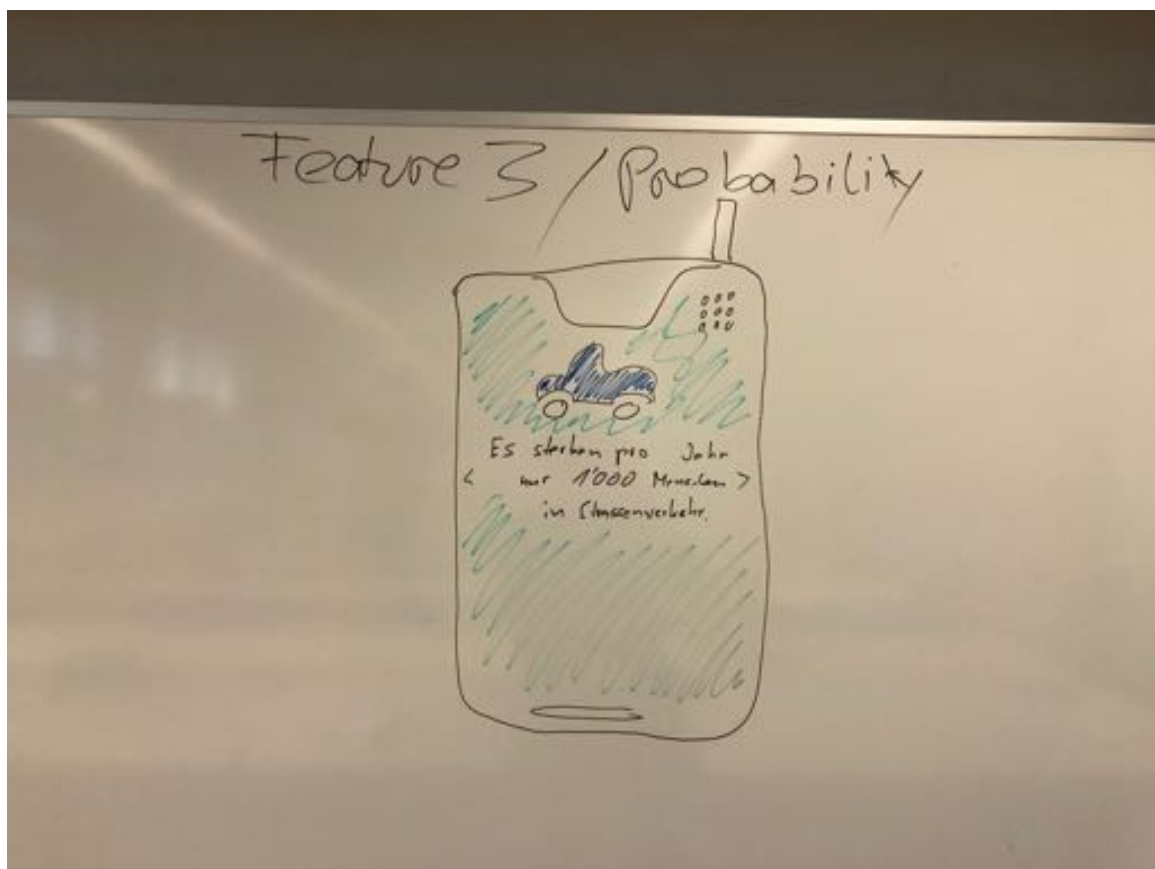 Feature 3 / Probability
Es sterben pro Jahr
< nur 1'000 Menschen >
im Strassenverkehr.